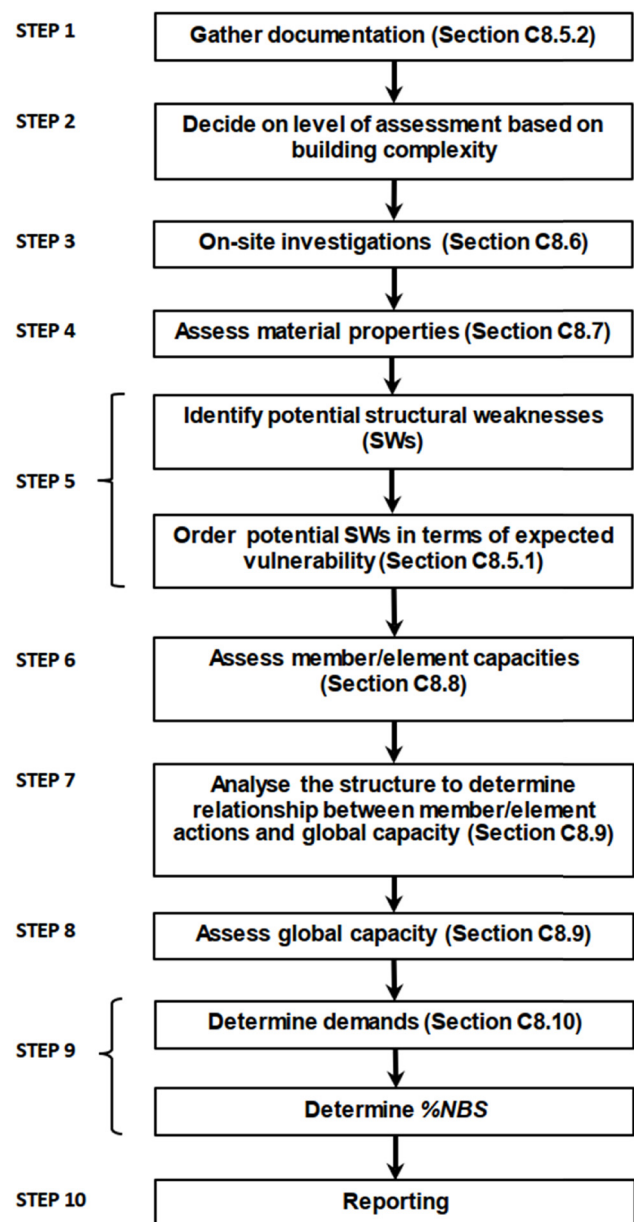 STEP 1
Gather documentation (Section C8.5.2)
STEP 2
Decide on level of assessment based on
building complexity
STEP 3
On-site investigations (Section C8.6)
STEP 4
Assess material properties (Section C8.7)
STEP 5
Identify potential structural weaknesses
(SWs)
Order potential SWs in terms of expected
vulnerability (Section C8.5.1)
STEP 6
Assess member/element capacities
(Section C8.8)
STEP 7
Analyse the structure to determine
relationship between member/element
actions and global capacity (Section C8.9)
STEP 8
Assess global capacity (Section C8.9)
STEP 9
Determine demands (Section C8.10)
Determine %NBS
STEP 10
Reporting